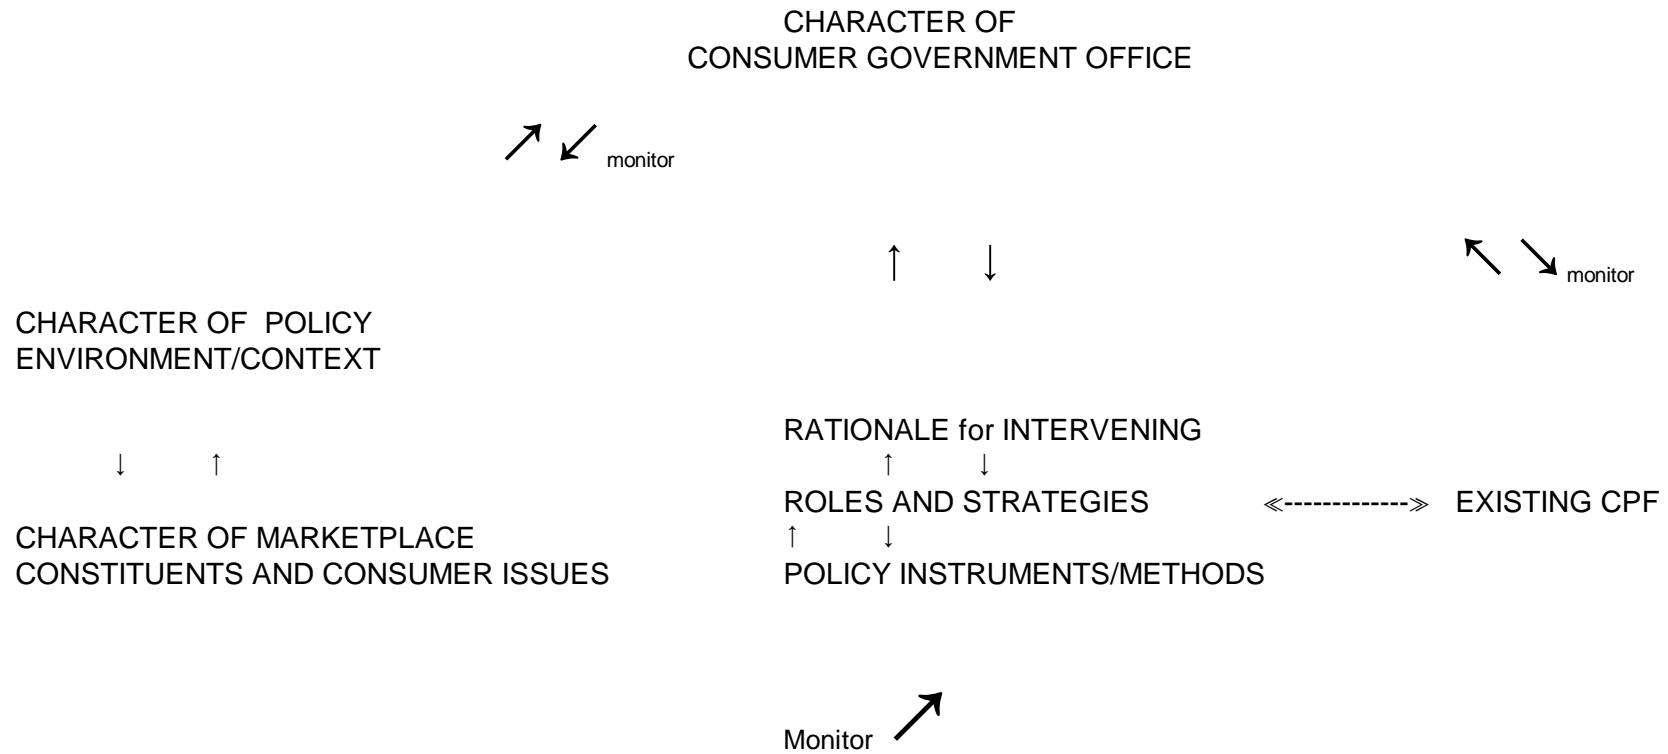 CHARACTER OF
CONSUMER GOVERNMENT OFFICE
↗ ↙ monitor
↑ ↓
↖ ↘ monitor
CHARACTER OF POLICY
ENVIRONMENT/CONTEXT
↓ ↑
CHARACTER OF MARKETPLACE
CONSTITUENTS AND CONSUMER ISSUES
RATIONALE for INTERVENING
↑ ↓
ROLES AND STRATEGIES ≪-------------≫ EXISTING CPF
↑ ↓
POLICY INSTRUMENTS/METHODS
Monitor ↗